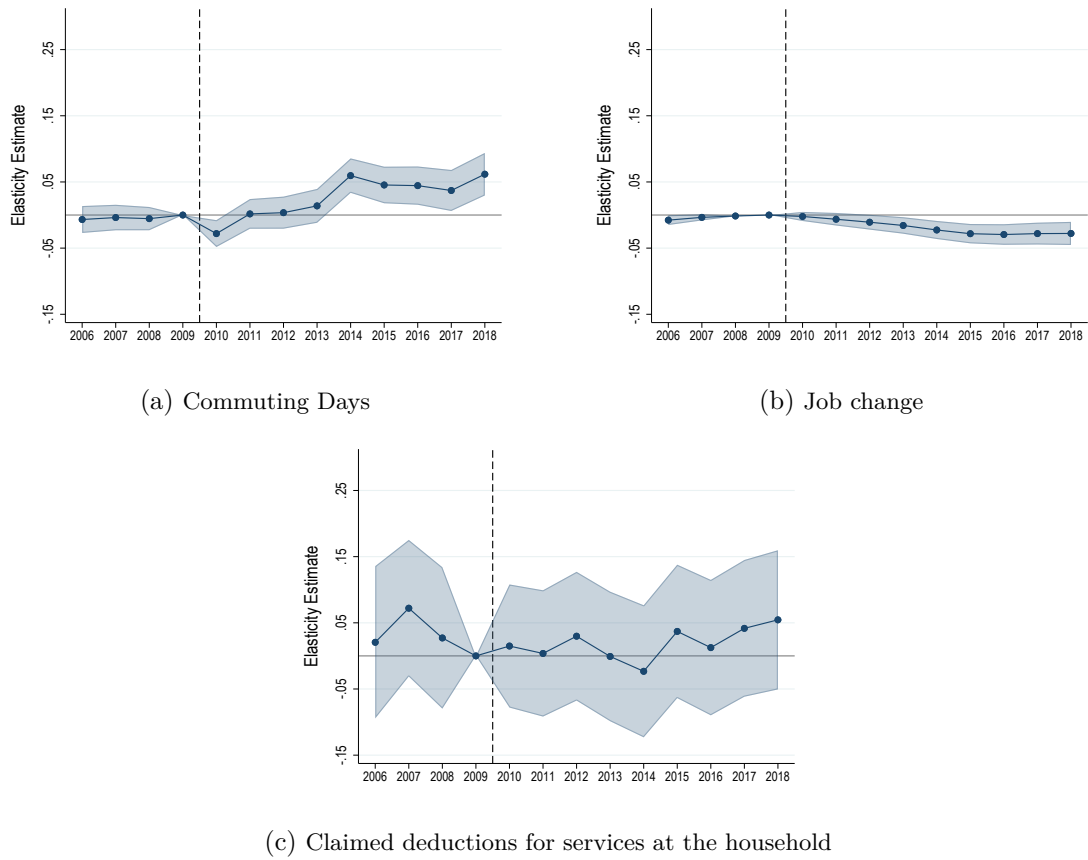 Elasticity Estimate
.25
.15
.05
-.05
-.15
2006 2007 2008 2009 2010 2011 2012 2013 2014 2015 2016 2017 2018
(a) Commuting Days
Elasticity Estimate
.25
.15
.05
-.05
-.15
2006 2007 2008 2009 2010 2011 2012 2013 2014 2015 2016 2017 2018
(b) Job change
Elasticity Estimate
.25
.15
.05
-.05
-.15
2006 2007 2008 2009 2010 2011 2012 2013 2014 2015 2016 2017 2018
(c) Claimed deductions for services at the household